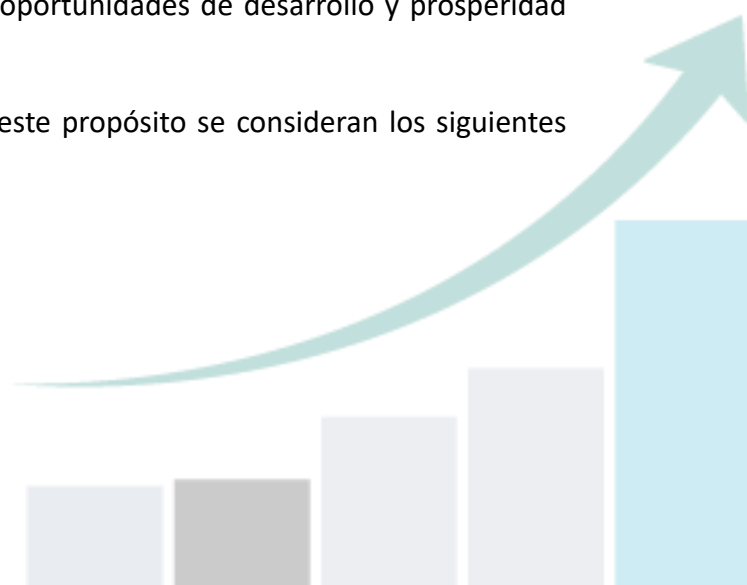 oportunidades de desarrollo y prosperidad
este propósito se consideran los siguientes